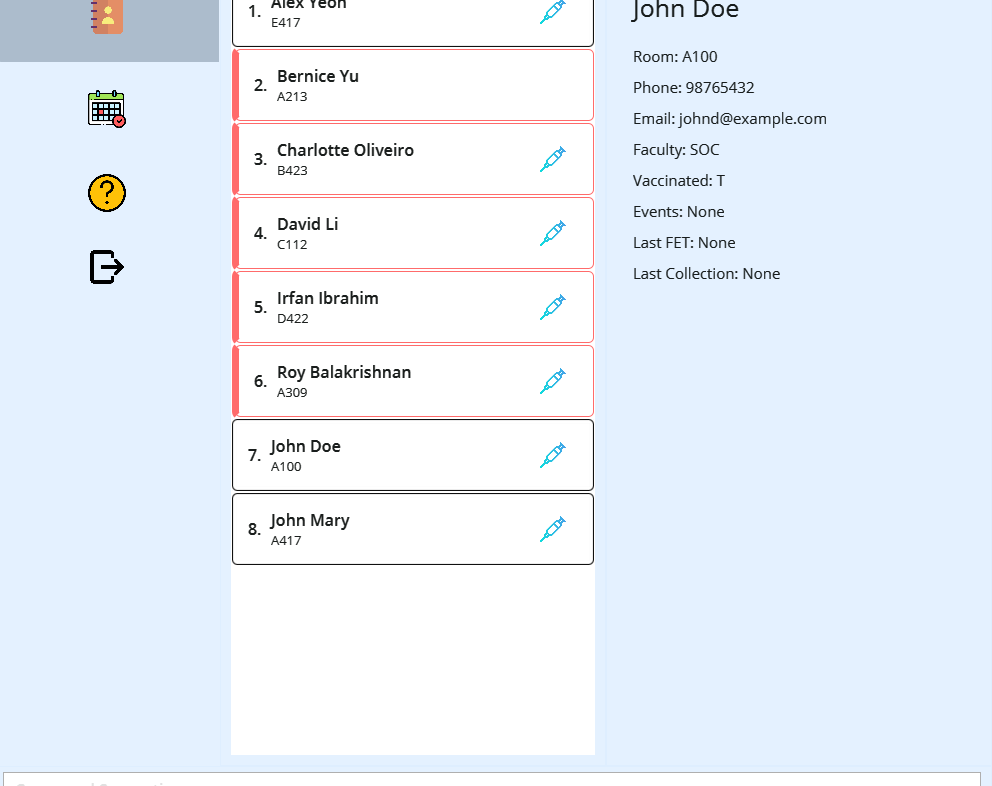 1. Alex Yeoh
E417
2. Bernice Yu
A213
3. Charlotte Oliveiro
B423
4. David Li
C112
5. Irfan Ibrahim
D422
6. Roy Balakrishnan
A309
7. John Doe
A100
8. John Mary
A417
John Doe
Room: A100
Phone: 98765432
Email: johnd@example.com
Faculty: SOC
Vaccinated: T
Events: None
Last FET: None
Last Collection: None